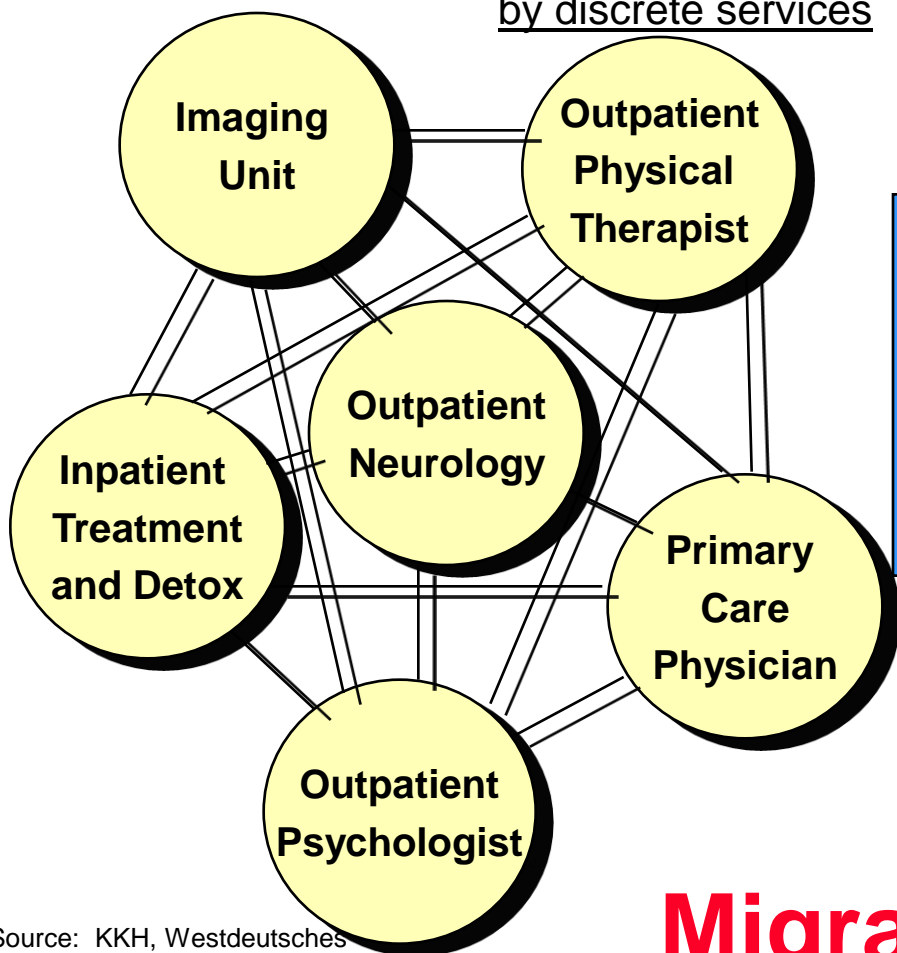 by discrete services
Imaging
Unit
Outpatient
Physical
Therapist
Outpatient
Neurology
Inpatient
Treatment
and Detox
Primary
Care
Physician
Outpatient
Psychologist
Source: KKH, Westdeutsches
Migra